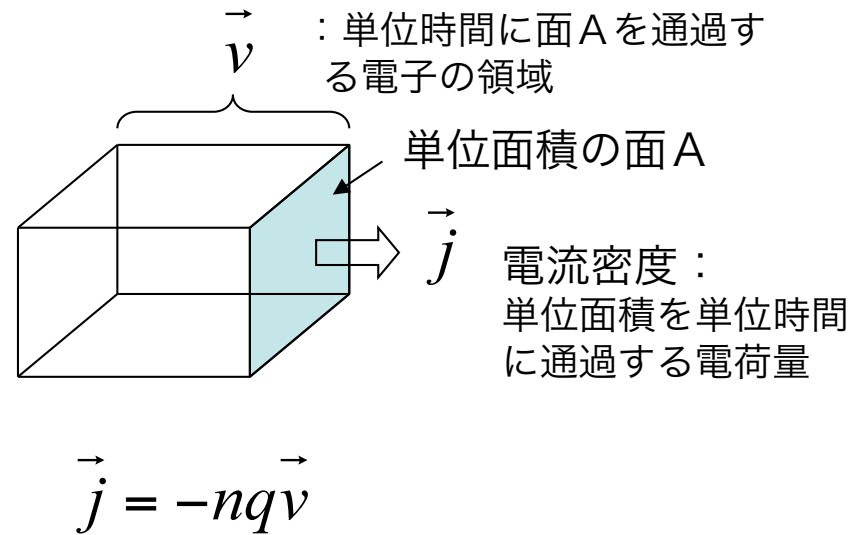 v⃗ ：単位時間に面Aを通過す
る電子の領域
単位面積の面A
j⃗ 電流密度：
単位面積を単位時間
に通過する電荷量
j⃗ = −nqv⃗